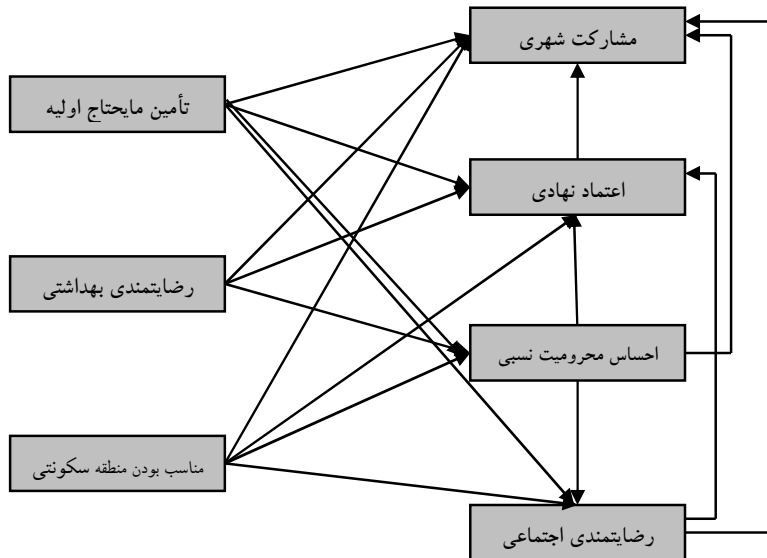 مشارکت شهری
تأمین مایحتاج اولیه
اعتماد نهادی
رضایتمندی بهداشتی
احساس محرومیت نسبی
مناسب بودن منطقه سکونتی
رضایتمندی اجتماعی